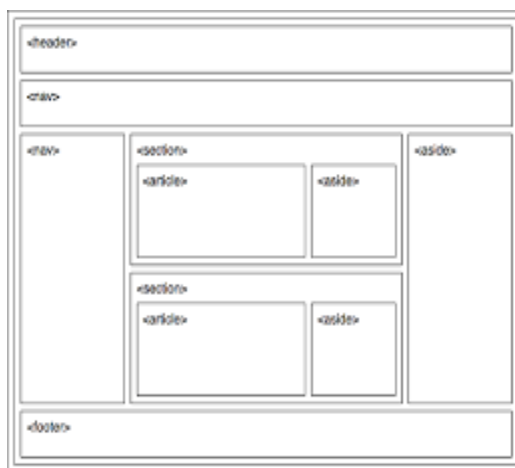 <header>
<nav>
<nav>
<section>
<article>
<aside>
<section>
<article>
<aside>
<aside>
<footer>